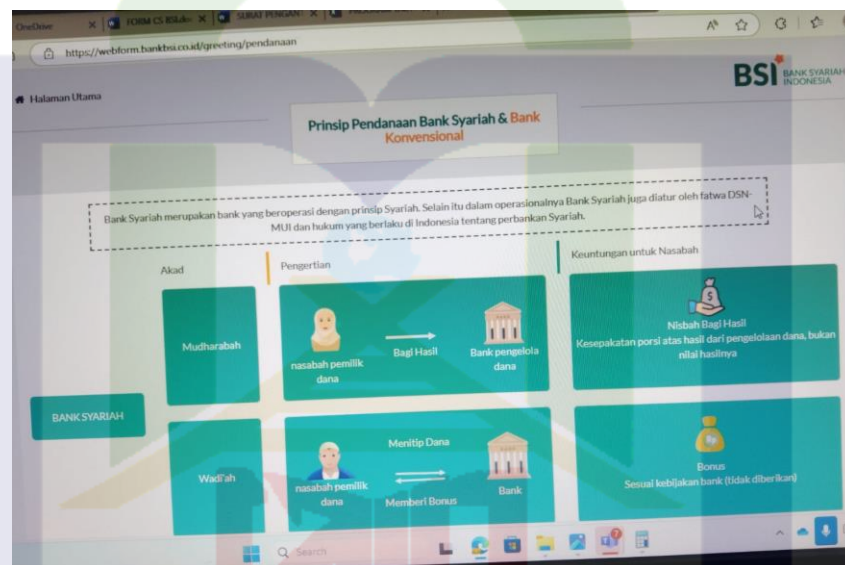 OneDrive
FORM CS RSI.do
SURAT PENGAN
https://webform.bankbsi.co.id/greeting/pendanaan
Halaman Utama
BSI BANK SYARIAH
INDONESIA
Prinsip Pendanaan Bank Syariah & Bank
Konvensional
Bank Syariah merupakan bank yang beroperasi dengan prinsip Syariah. Selain itu dalam operasionalnya Bank Syariah juga diatur oleh fatwa DSN-
MUI dan hukum yang berlaku di Indonesia tentang perbankan Syariah.
Akad
Pengertian
Keuntungan untuk Nasabah
BANK SYARIAH
Mudharabah
nasabah pemilik
dana
Bagi Hasil
Bank pengelola
dana
Nisbah Bagi Hasil
Kesepakatan porsi atas hasil dari pengelolaan dana, bukan
nilai hasilnya
Wadi'ah
Menitip Dana
nasabah pemilik
dana
Memberi Bonus
Bank
Bonus
Sesuai kebijakan bank (tidak diberikan)
Search